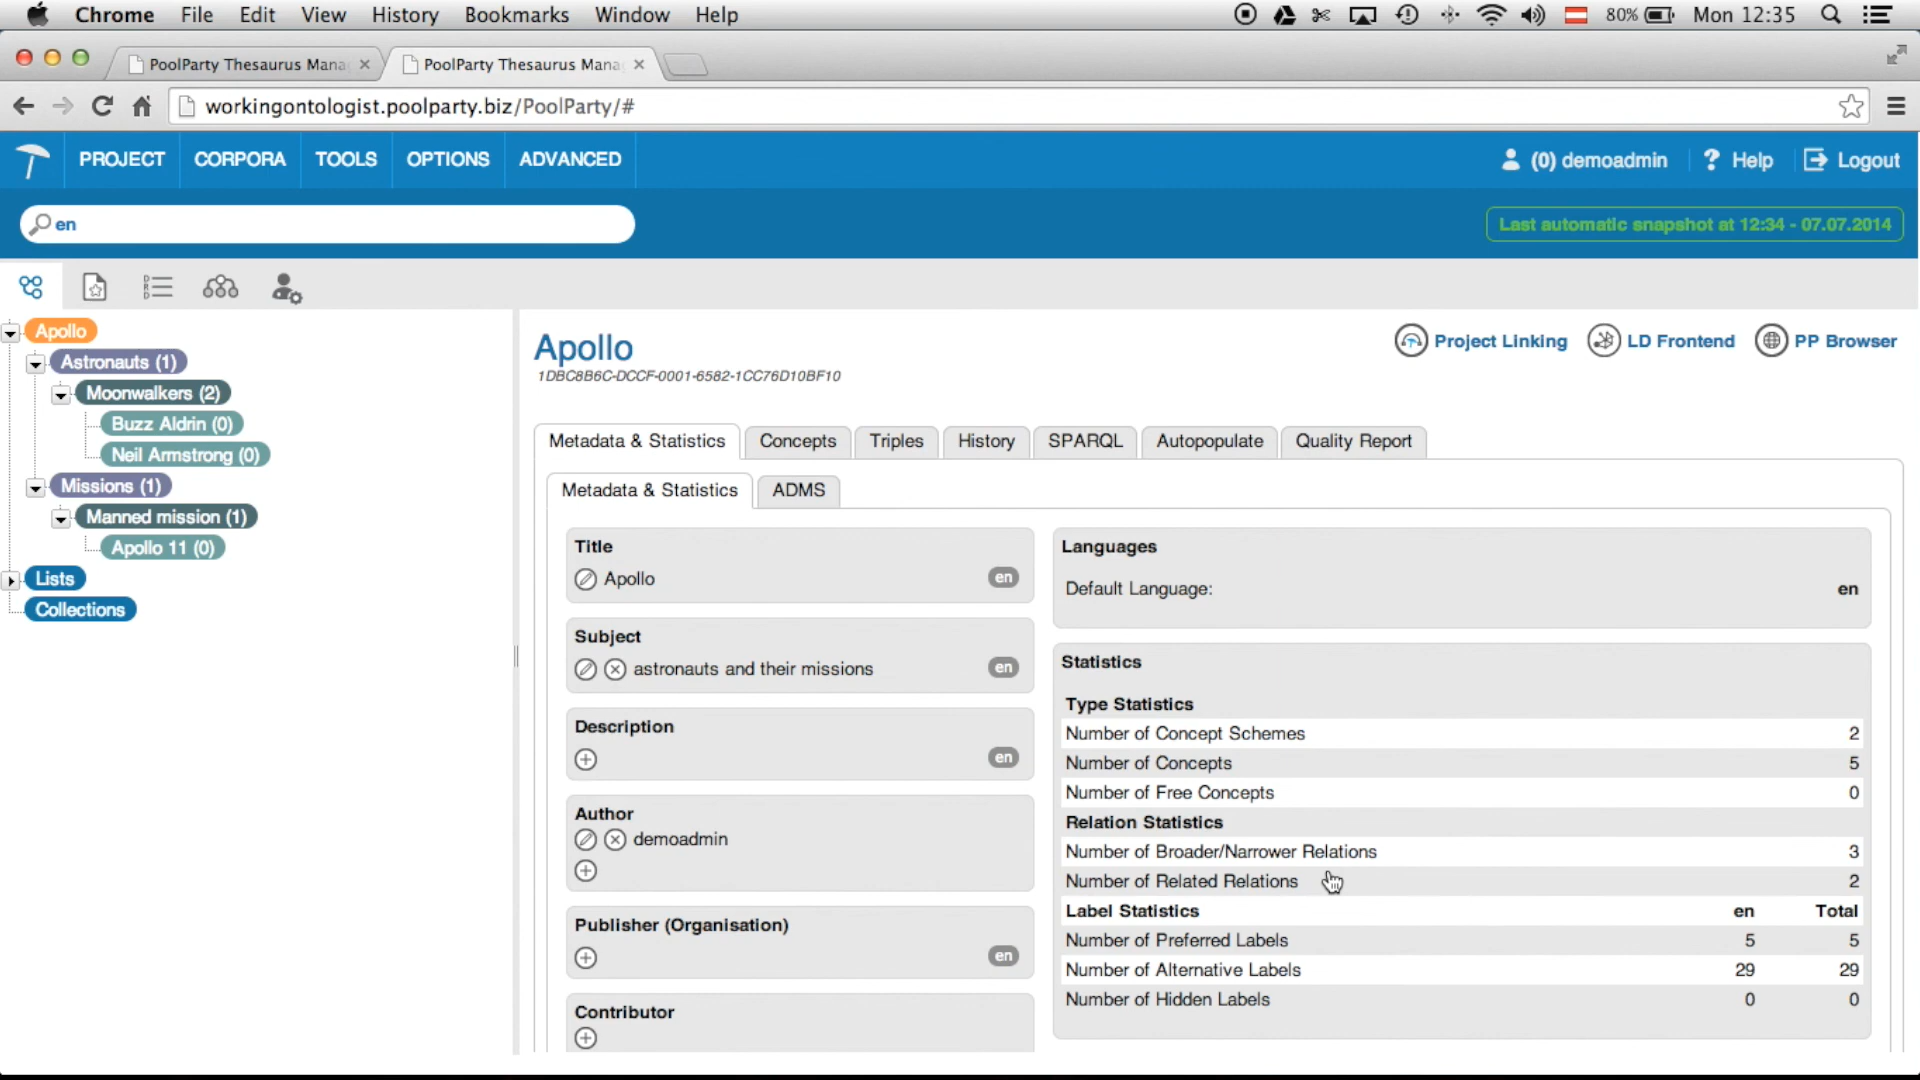 Chrome File Edit View History Bookmarks Window Help 80% Mon 12:35
PoolParty Thesaurus Mana PoolParty Thesaurus Mana
workingontologist.poolparty.biz/PoolParty/#
PROJECT CORPORA TOOLS OPTIONS ADVANCED (0) demoadmin ? Help Logout
en Last automatic snapshot at 12:34 - 07.07.2014
Apollo
Astronauts (1)
Moonwalkers (2)
Buzz Aldrin (0)
Neil Armstrong (0)
Missions (1)
Manned mission (1)
Apollo 11 (0)
Lists
Collections
Apollo Project Linking LD Frontend PP Browser
1DBC8B6C-DCCF-0001-6582-1CC76D10BF10
Metadata & Statistics Concepts Triples History SPARQL Autopopulate Quality Report
Metadata & Statistics ADMS
Title
Apollo en
Subject
astronauts and their missions en
Description
en
Author
demoadmin
Publisher (Organisation)
en
Contributor
Languages
Default Language: en
Statistics
Type Statistics
Number of Concept Schemes 2
Number of Concepts 5
Number of Free Concepts 0
Relation Statistics
Number of Broader/Narrower Relations 3
Number of Related Relations 2
Label Statistics en Total
Number of Preferred Labels 5 5
Number of Alternative Labels 29 29
Number of Hidden Labels 0 0